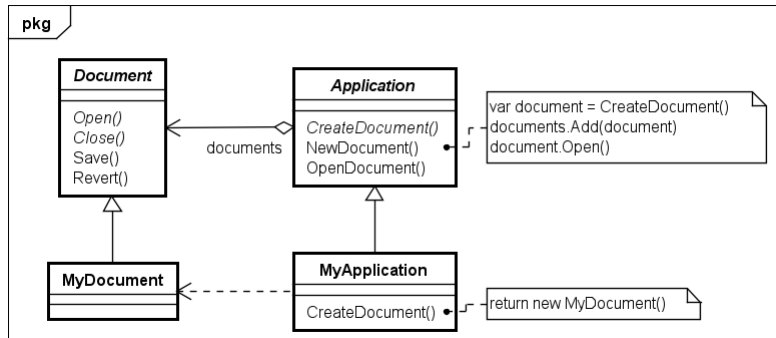 pkg
Document
Open()
Close()
Save()
Revert()
documents
Application
CreateDocument()
NewDocument()
OpenDocument()
var document = CreateDocument()
documents.Add(document)
document.Open()
MyDocument
MyApplication
CreateDocument()
return new MyDocument()